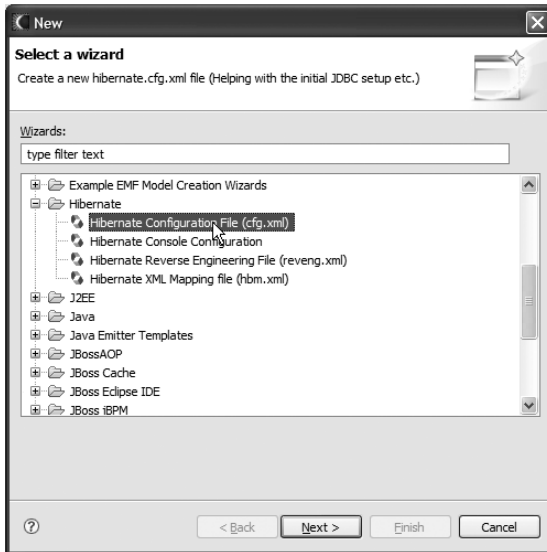 New
Select a wizard
Create a new hibernate.cfg.xml file (Helping with the initial JDBC setup etc.)
Wizards:
type filter text
Example EMF Model Creation Wizards
Hibernate
Hibernate Configuration File (cfg.xml)
Hibernate Console Configuration
Hibernate Reverse Engineering File (reveng.xml)
Hibernate XML Mapping file (hbm.xml)
J2EE
Java
Java Emitter Templates
JBossAOP
JBoss Cache
JBoss Eclipse IDE
JBoss jBPM
? < Back Next > Finish Cancel